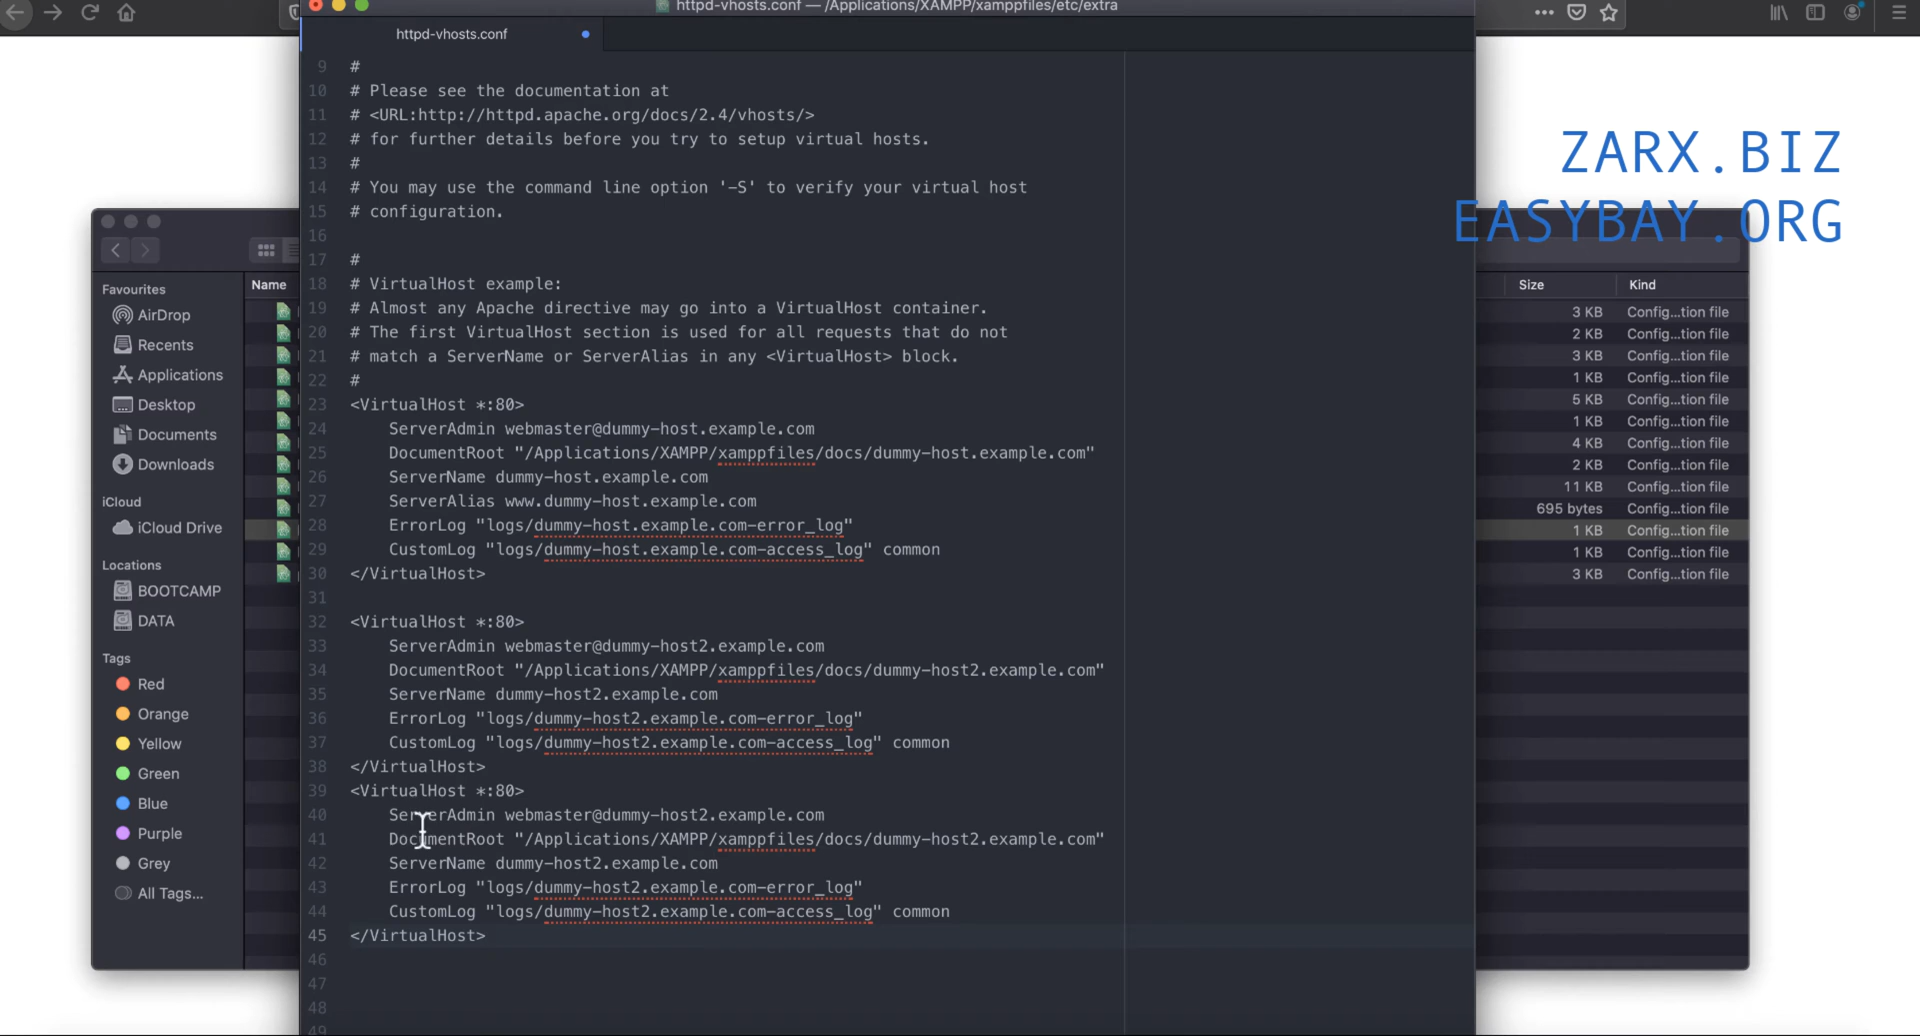 httpd-vhosts.conf — /Applications/XAMPP/xamppfiles/etc/extra
httpd-vhosts.conf
9 #
10 # Please see the documentation at
11 # <URL:http://httpd.apache.org/docs/2.4/vhosts/>
12 # for further details before you try to setup virtual hosts.
13 #
14 # You may use the command line option '-S' to verify your virtual host
15 # configuration.
16
17 #
18 # VirtualHost example:
19 # Almost any Apache directive may go into a VirtualHost container.
20 # The first VirtualHost section is used for all requests that do not
21 # match a ServerName or ServerAlias in any <VirtualHost> block.
22 #
23 <VirtualHost *:80>
24 ServerAdmin webmaster@dummy-host.example.com
25 DocumentRoot "/Applications/XAMPP/xamppfiles/docs/dummy-host.example.com"
26 ServerName dummy-host.example.com
27 ServerAlias www.dummy-host.example.com
28 ErrorLog "logs/dummy-host.example.com-error_log"
29 CustomLog "logs/dummy-host.example.com-access_log" common
30 </VirtualHost>
31
32 <VirtualHost *:80>
33 ServerAdmin webmaster@dummy-host2.example.com
34 DocumentRoot "/Applications/XAMPP/xamppfiles/docs/dummy-host2.example.com"
35 ServerName dummy-host2.example.com
36 ErrorLog "logs/dummy-host2.example.com-error_log"
37 CustomLog "logs/dummy-host2.example.com-access_log" common
38 </VirtualHost>
39 <VirtualHost *:80>
40 ServerAdmin webmaster@dummy-host2.example.com
41 DocumentRoot "/Applications/XAMPP/xamppfiles/docs/dummy-host2.example.com"
42 ServerName dummy-host2.example.com
43 ErrorLog "logs/dummy-host2.example.com-error_log"
44 CustomLog "logs/dummy-host2.example.com-access_log" common
45 </VirtualHost>
46
47
48
49
ZARX.BIZ
EASYBAY.ORG
Favourites
AirDrop
Recents
Applications
Desktop
Documents
Downloads
iCloud
iCloud Drive
Locations
BOOTCAMP
DATA
Tags
Red
Orange
Yellow
Green
Blue
Purple
Grey
All Tags...
Name
Size Kind
3 KB Config...tion file
2 KB Config...tion file
3 KB Config...tion file
1 KB Config...tion file
5 KB Config...tion file
1 KB Config...tion file
4 KB Config...tion file
2 KB Config...tion file
11 KB Config...tion file
695 bytes Config...tion file
1 KB Config...tion file
1 KB Config...tion file
3 KB Config...tion file